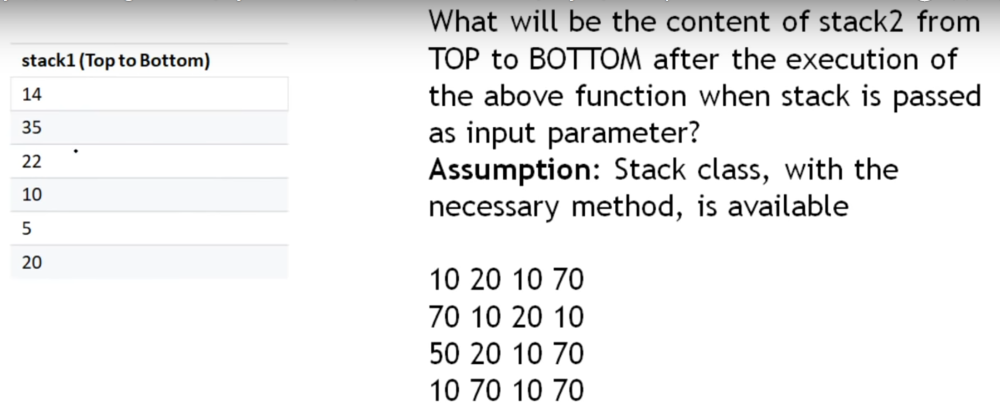 stack1 (Top to Bottom)
14
35
22
10
5
20
What will be the content of stack2 from
TOP to BOTTOM after the execution of
the above function when stack is passed
as input parameter?
Assumption: Stack class, with the
necessary method, is available
10 20 10 70
70 10 20 10
50 20 10 70
10 70 10 70